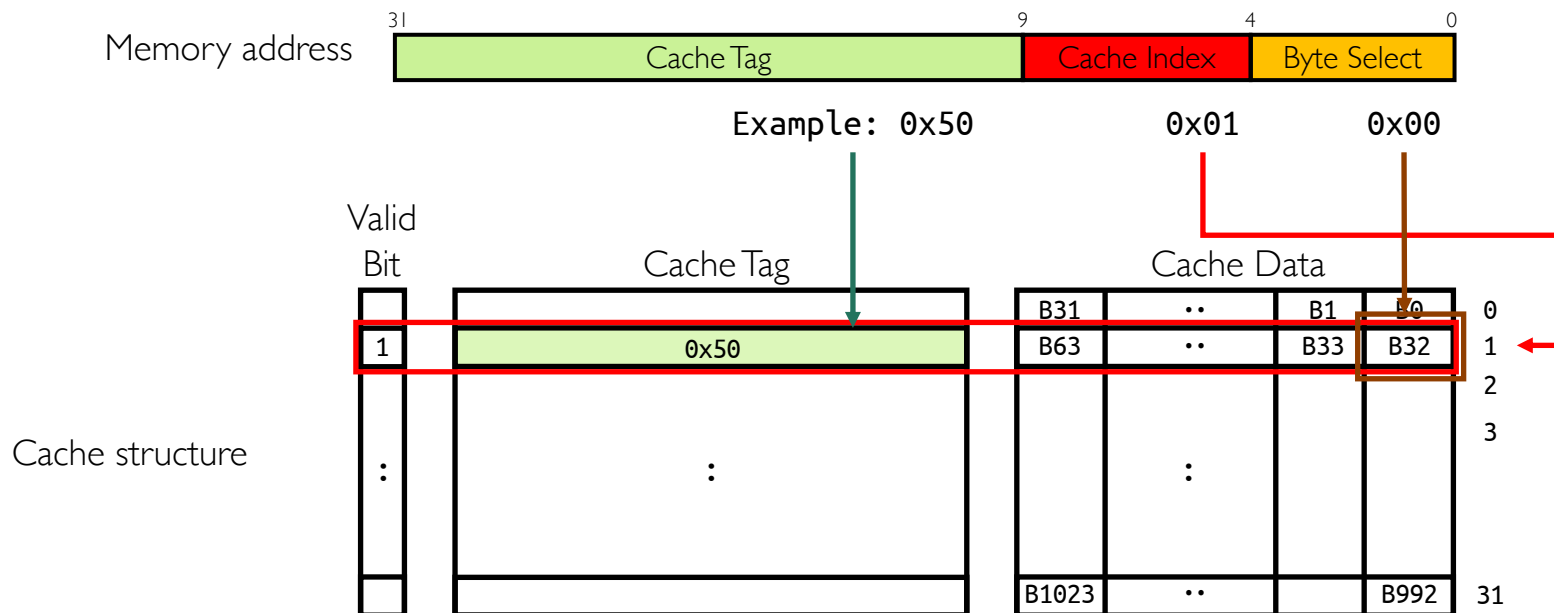 31 9 4 0
Memory address Cache Tag Cache Index Byte Select
Example: 0x50 0x01 0x00
Valid
Bit Cache Tag Cache Data
B31 .. B1 B0 0
1 0x50 B63 .. B33 B32 1
2
3
Cache structure : : :
B1023 .. B992 31